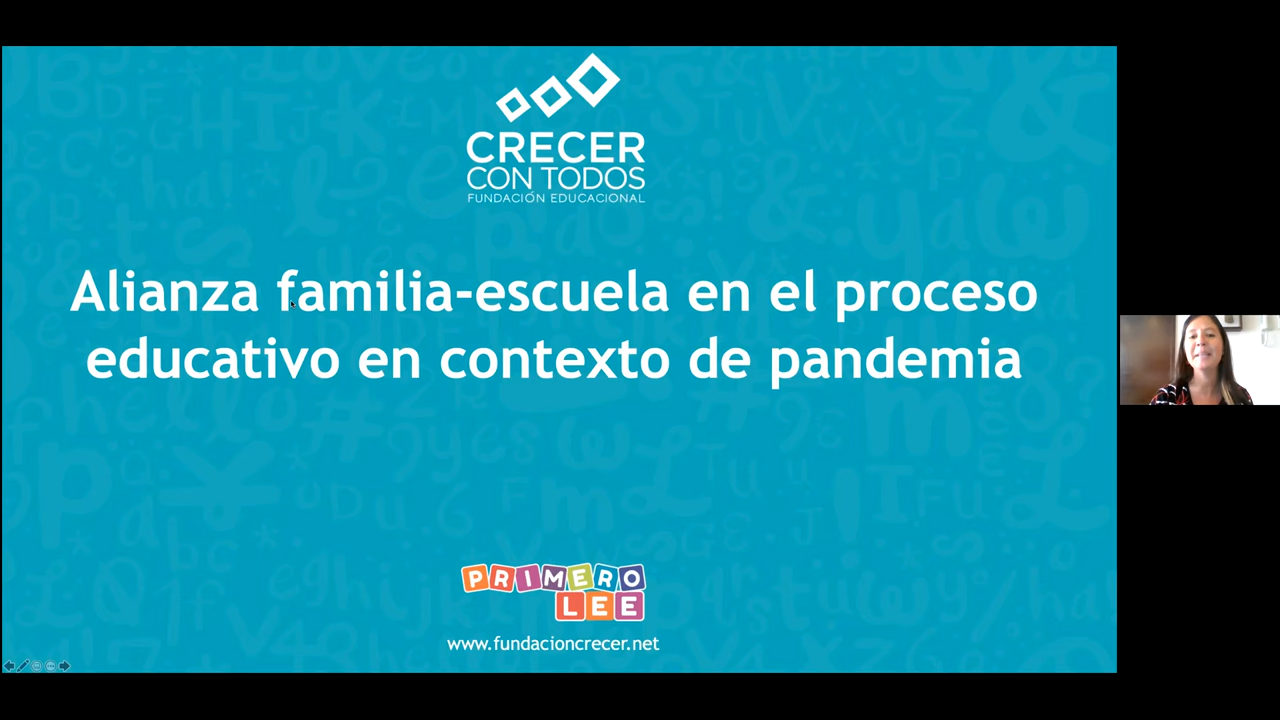 CRECER
CON TODOS
FUNDACIÓN EDUCACIONAL
Alianza familia-escuela en el proceso
educativo en contexto de pandemia
PRIMERO
LEE
www.fundacioncrecer.net